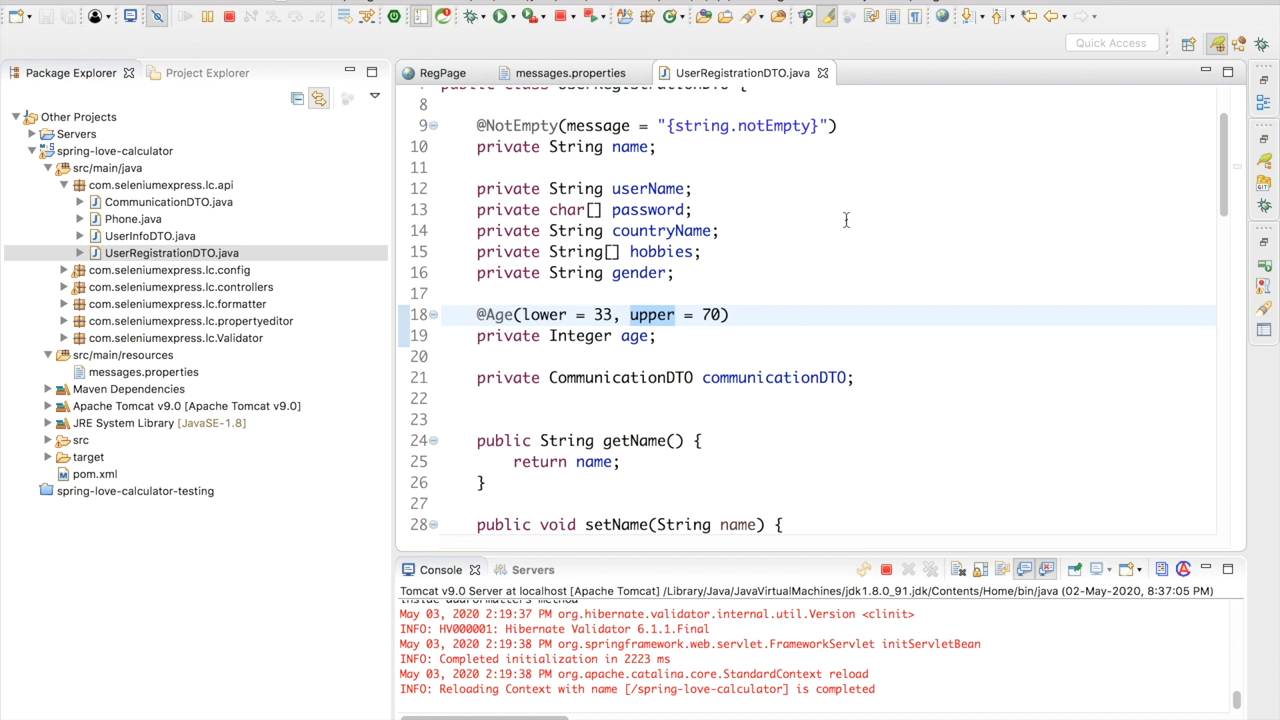 Quick Access
Package Explorer
Project Explorer
Other Projects
Servers
spring-love-calculator
src/main/java
com.seleniumexpress.lc.api
CommunicationDTO.java
Phone.java
UserInfoDTO.java
UserRegistrationDTO.java
com.seleniumexpress.lc.config
com.seleniumexpress.lc.controllers
com.seleniumexpress.lc.formatter
com.seleniumexpress.lc.propertyeditor
com.seleniumexpress.lc.Validator
src/main/resources
messages.properties
Maven Dependencies
Apache Tomcat v9.0 [Apache Tomcat v9.0]
JRE System Library [JavaSE-1.8]
src
target
pom.xml
spring-love-calculator-testing
RegPage messages.properties UserRegistrationDTO.java
public class UserRegistrationDTO {
8
9 @NotEmpty(message = "{string.notEmpty}")
10 private String name;
11
12 private String userName;
13 private char[] password;
14 private String countryName;
15 private String[] hobbies;
16 private String gender;
17
18 @Age(lower = 33, upper = 70)
19 private Integer age;
20
21 private CommunicationDTO communicationDTO;
22
23
24 public String getName() {
25 return name;
26 }
27
28 public void setName(String name) {
Console Servers
Tomcat v9.0 Server at localhost [Apache Tomcat] /Library/Java/JavaVirtualMachines/jdk1.8.0_91.jdk/Contents/Home/bin/java (02-May-2020, 8:37:05 PM)
May 03, 2020 2:19:37 PM org.hibernate.validator.internal.util.Version <clinit>
INFO: HV000001: Hibernate Validator 6.1.1.Final
May 03, 2020 2:19:38 PM org.springframework.web.servlet.FrameworkServlet initServletBean
INFO: Completed initialization in 2223 ms
May 03, 2020 2:19:38 PM org.apache.catalina.core.StandardContext reload
INFO: Reloading Context with name [/spring-love-calculator] is completed